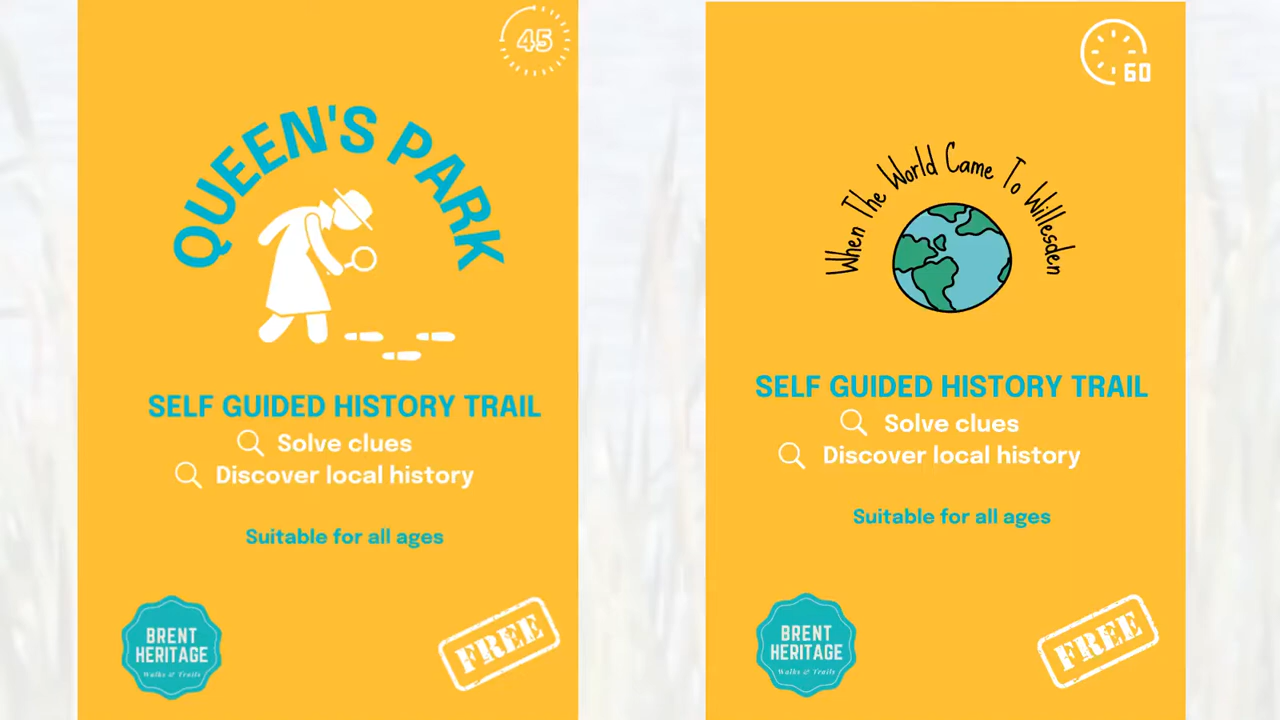 45
QUEEN'S PARK
SELF GUIDED HISTORY TRAIL
Solve clues
Discover local history
Suitable for all ages
BRENT
HERITAGE
Walks & Trails
FREE
60
When The World Came To Willesden
SELF GUIDED HISTORY TRAIL
Solve clues
Discover local history
Suitable for all ages
BRENT
HERITAGE
Walks & Trails
FREE